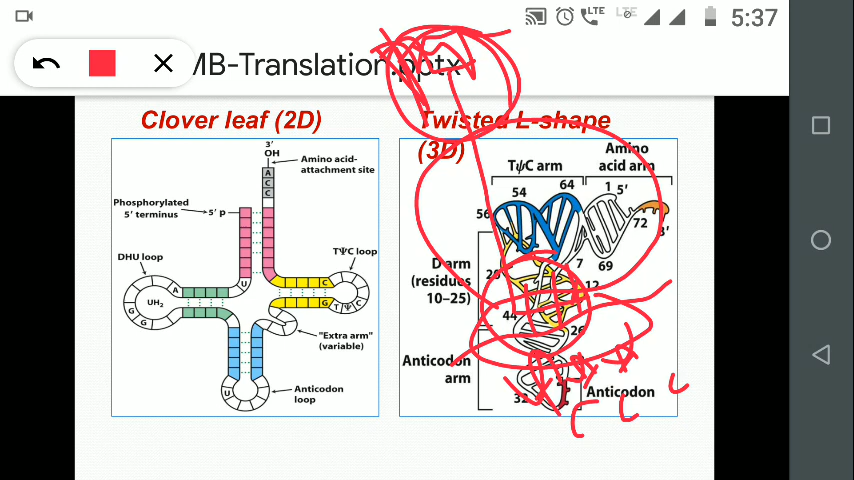 LTE LTE 5:37
MB-Translation.pptx
Clover leaf (2D)
Twisted L-shape
(3D)
3′
OH
Amino acid-
attachment site
A
C
C
Phosphorylated
5′ terminus
5′ p
DHU loop
TΨC loop
A
U
C
UH2
G
G
G
T Ψ C
"Extra arm"
(variable)
U
Anticodon
loop
TψC arm
Amino
acid arm
54
64
1 5′
56
72
3′
7
69
D arm
(residues
10–25)
20
12
44
26
Anticodon
arm
32
Anticodon